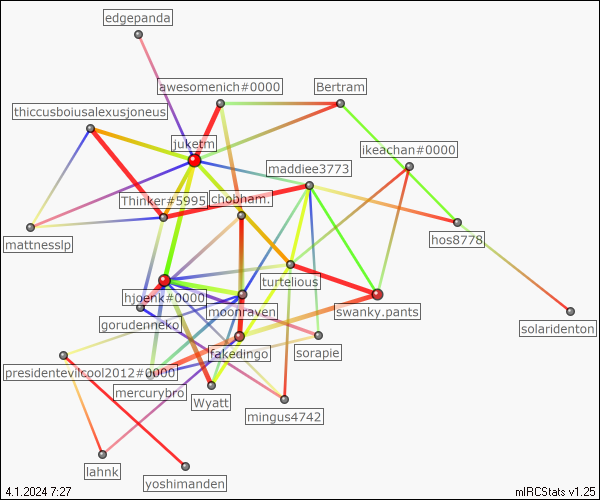 edgepanda
awesomenich#0000
Bertram
thiccusboiusalexusjoneus
juketm
ikeachan#0000
maddiee3773
Thinker#5995
chobham.
mattnesslp
hos8778
turtelious
hjoenk#0000
moonraven
swanky.pants
gorudenneko
solaridenton
fakedingo
sorapie
presidentevilcool2012#0000
mercurybro
Wyatt
mingus4742
lahnk
yoshimanden
4.1.2024 7:27
mIRCStats v1.25